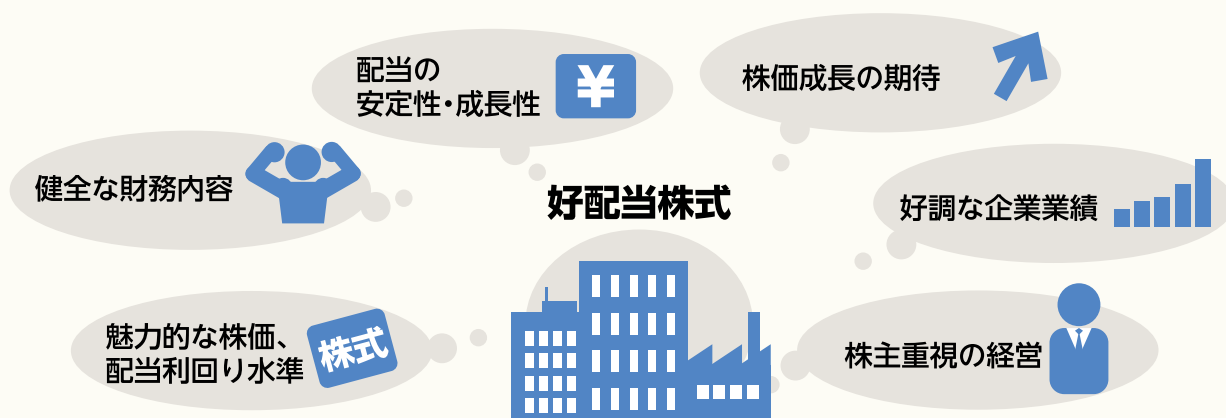 配当の
安定性・成長性
¥
株価成長の期待
健全な財務内容
好配当株式
好調な企業業績
魅力的な株価、
配当利回り水準
株式
株主重視の経営